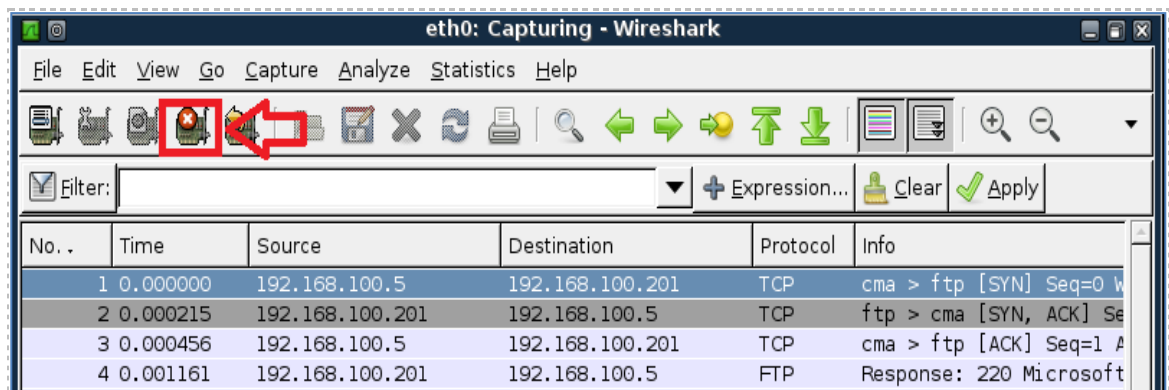 eth0: Capturing - Wireshark
File Edit View Go Capture Analyze Statistics Help
Filter: Expression... Clear Apply
No. . Time Source Destination Protocol Info
1 0.000000 192.168.100.5 192.168.100.201 TCP cma > ftp [SYN] Seq=0 W
2 0.000215 192.168.100.201 192.168.100.5 TCP ftp > cma [SYN, ACK] Se
3 0.000456 192.168.100.5 192.168.100.201 TCP cma > ftp [ACK] Seq=1 A
4 0.001161 192.168.100.201 192.168.100.5 FTP Response: 220 Microsoft